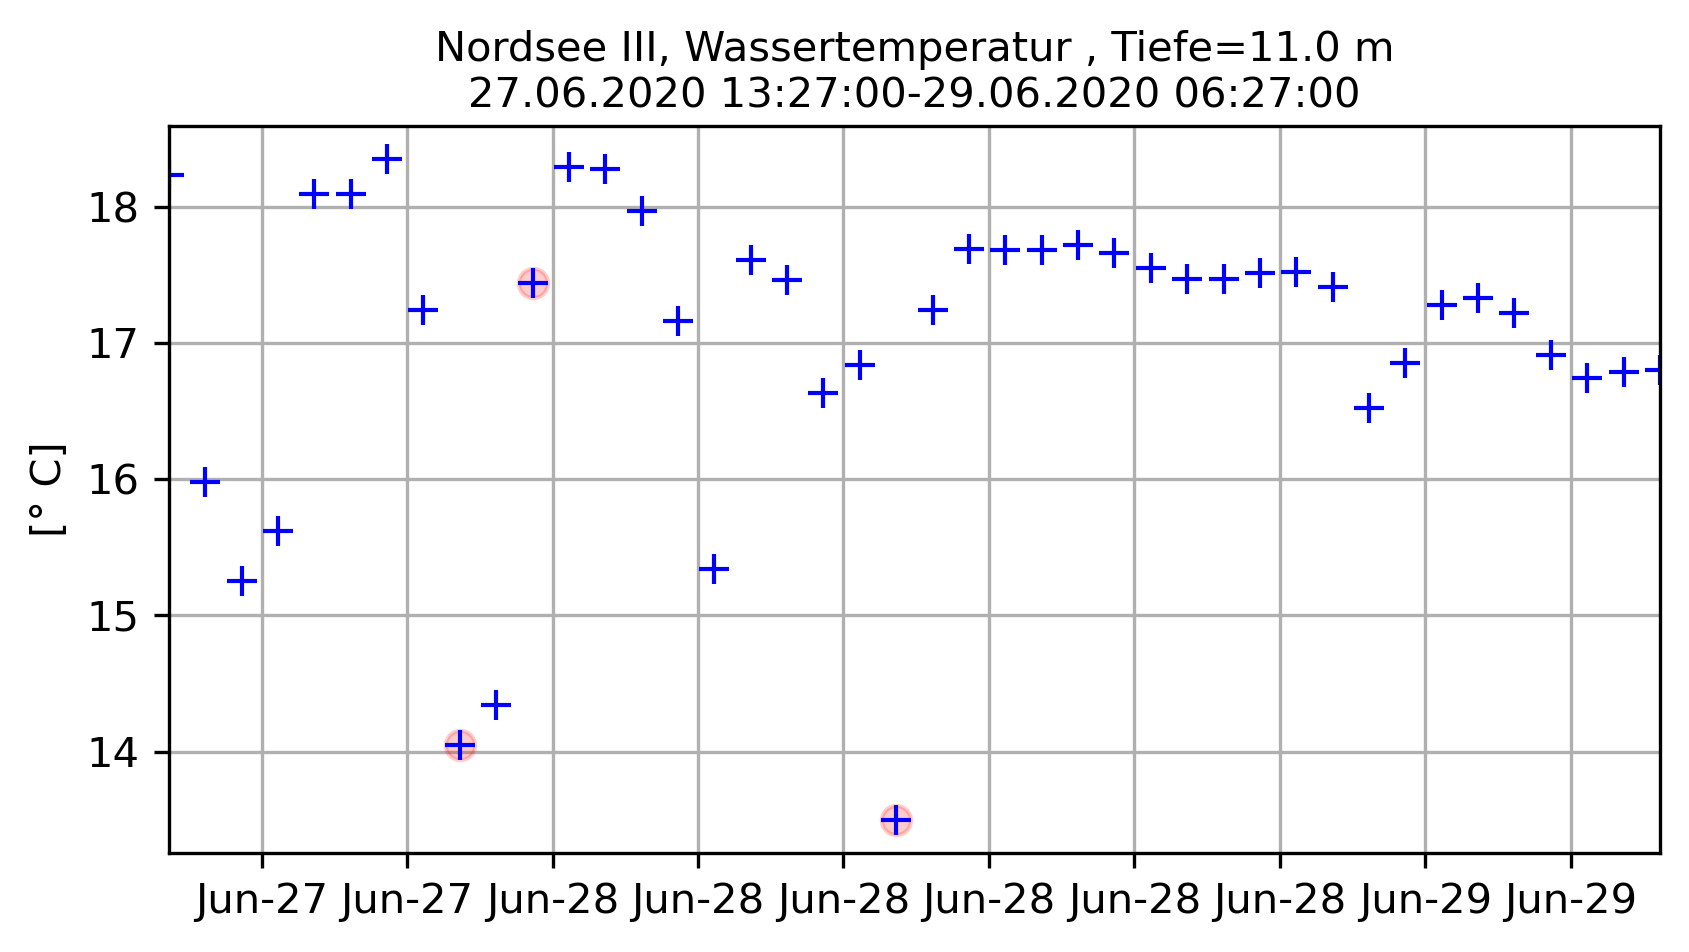 Nordsee III, Wassertemperatur , Tiefe=11.0 m
27.06.2020 13:27:00-29.06.2020 06:27:00
18
17
16
15
14
[° C]
Jun-27 Jun-27 Jun-28 Jun-28 Jun-28 Jun-28 Jun-28 Jun-28 Jun-29 Jun-29